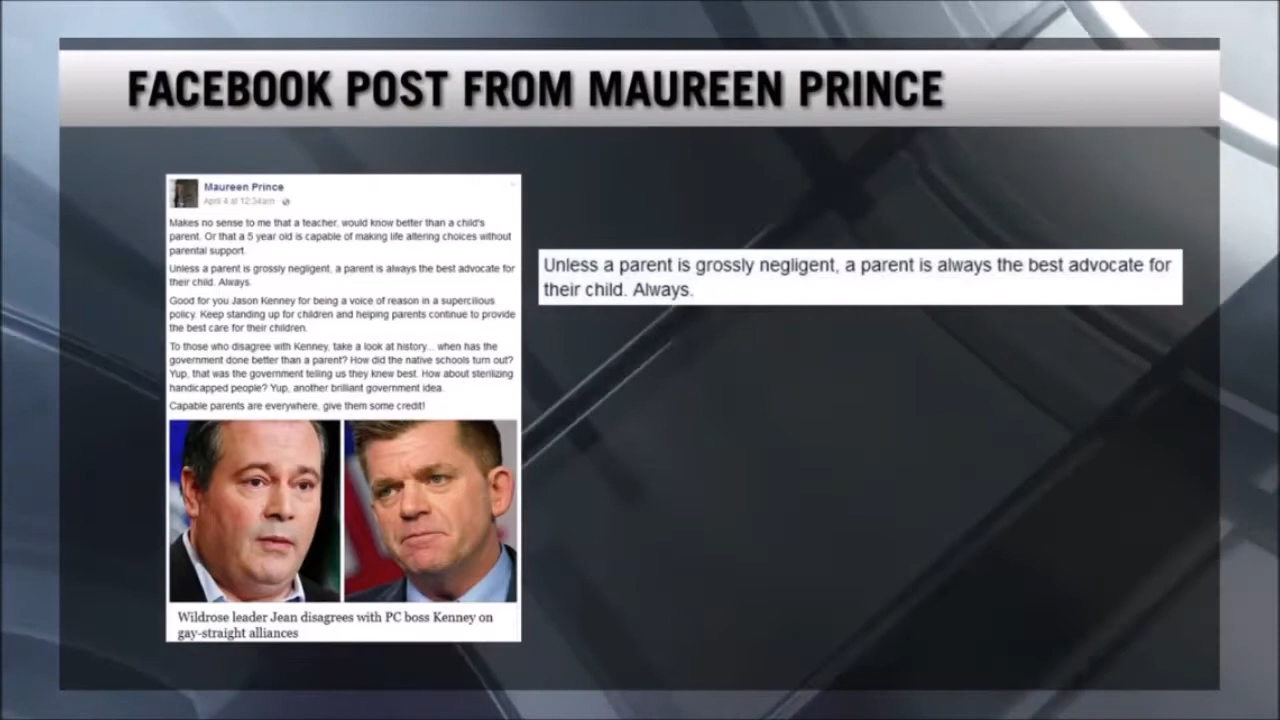 FACEBOOK POST FROM MAUREEN PRINCE
Maureen Prince
April 4 at 12:34am
Makes no sense to me that a teacher, would know better than a child's
parent. Or that a 5 year old is capable of making life altering choices without
parental support.
Unless a parent is grossly negligent, a parent is always the best advocate for
their child. Always.
Good for you Jason Kenney for being a voice of reason in a supercilious
policy. Keep standing up for children and helping parents continue to provide
the best care for their children.
To those who disagree with Kenney, take a look at history... when has the
government done better than a parent? How did the native schools turn out?
Yup, that was the government telling us they knew best. How about sterilizing
handicapped people? Yup, another brilliant government idea.
Capable parents are everywhere, give them some credit!
Wildrose leader Jean disagrees with PC boss Kenney on
gay-straight alliances
Unless a parent is grossly negligent, a parent is always the best advocate for
their child. Always.